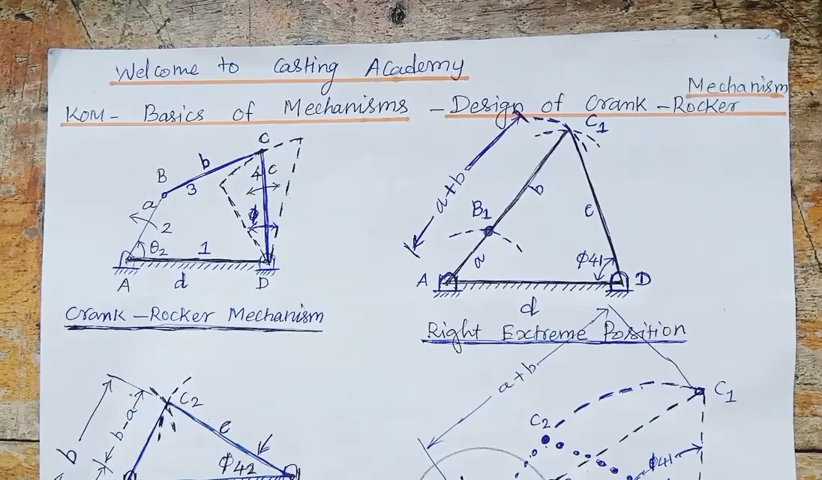 Welcome to Casting Academy
KOM - Basics of Mechanisms - Design of Crank - Rocker Mechanism
B
b
3
C
4
c
a
2
ϕ
θ2
1
A
d
D
Crank - Rocker Mechanism
a+b
C1
b
B1
a
c
ϕ41
A
D
d
Right Extreme Position
b
b-a
C2
c
ϕ42
a+b
C1
C2
ϕ41